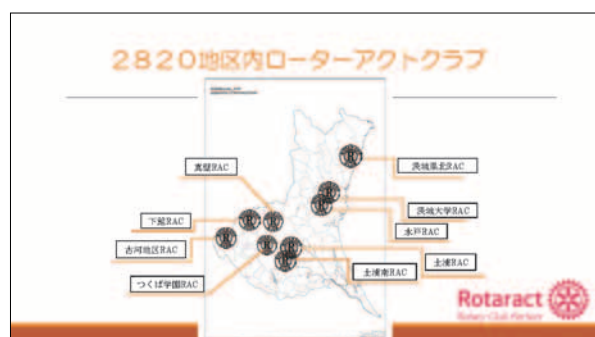 2820地区内ローターアクトクラブ
真壁RAC
茨城県北RAC
下館RAC
茨城大学RAC
水戸RAC
古河地区RAC
土浦RAC
土浦南RAC
つくば学園RAC
Rotaract
Rotary Club Partner